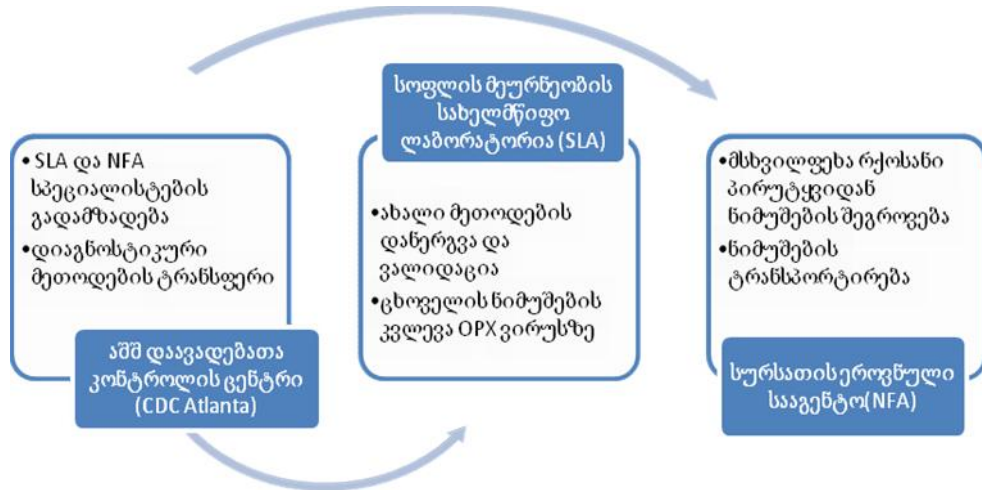 • SLA და NFA
სპეციალისტების
გადამზადება
•დიაგნოსტიკური
მეთოდების ტრანსფერი
აშშ დაავადებათა
კონტროლის ცენტრი
(CDC Atlanta)
სოფლის მეურნეობის
სახელმწიფო
ლაბორატორია (SLA)
•ახალი მეთოდების
დანერგვა და
ვალიდაცია
•ცხოველის ნიმუშების
კვლევა OPX ვირუსზე
•მსხვილფეხა რქოსანი
პირუტყვიდან
ნიმუშების შეგროვება
•ნიმუშების
ტრანსპორტირება
სურსათის ეროვნული
სააგენტო(NFA)